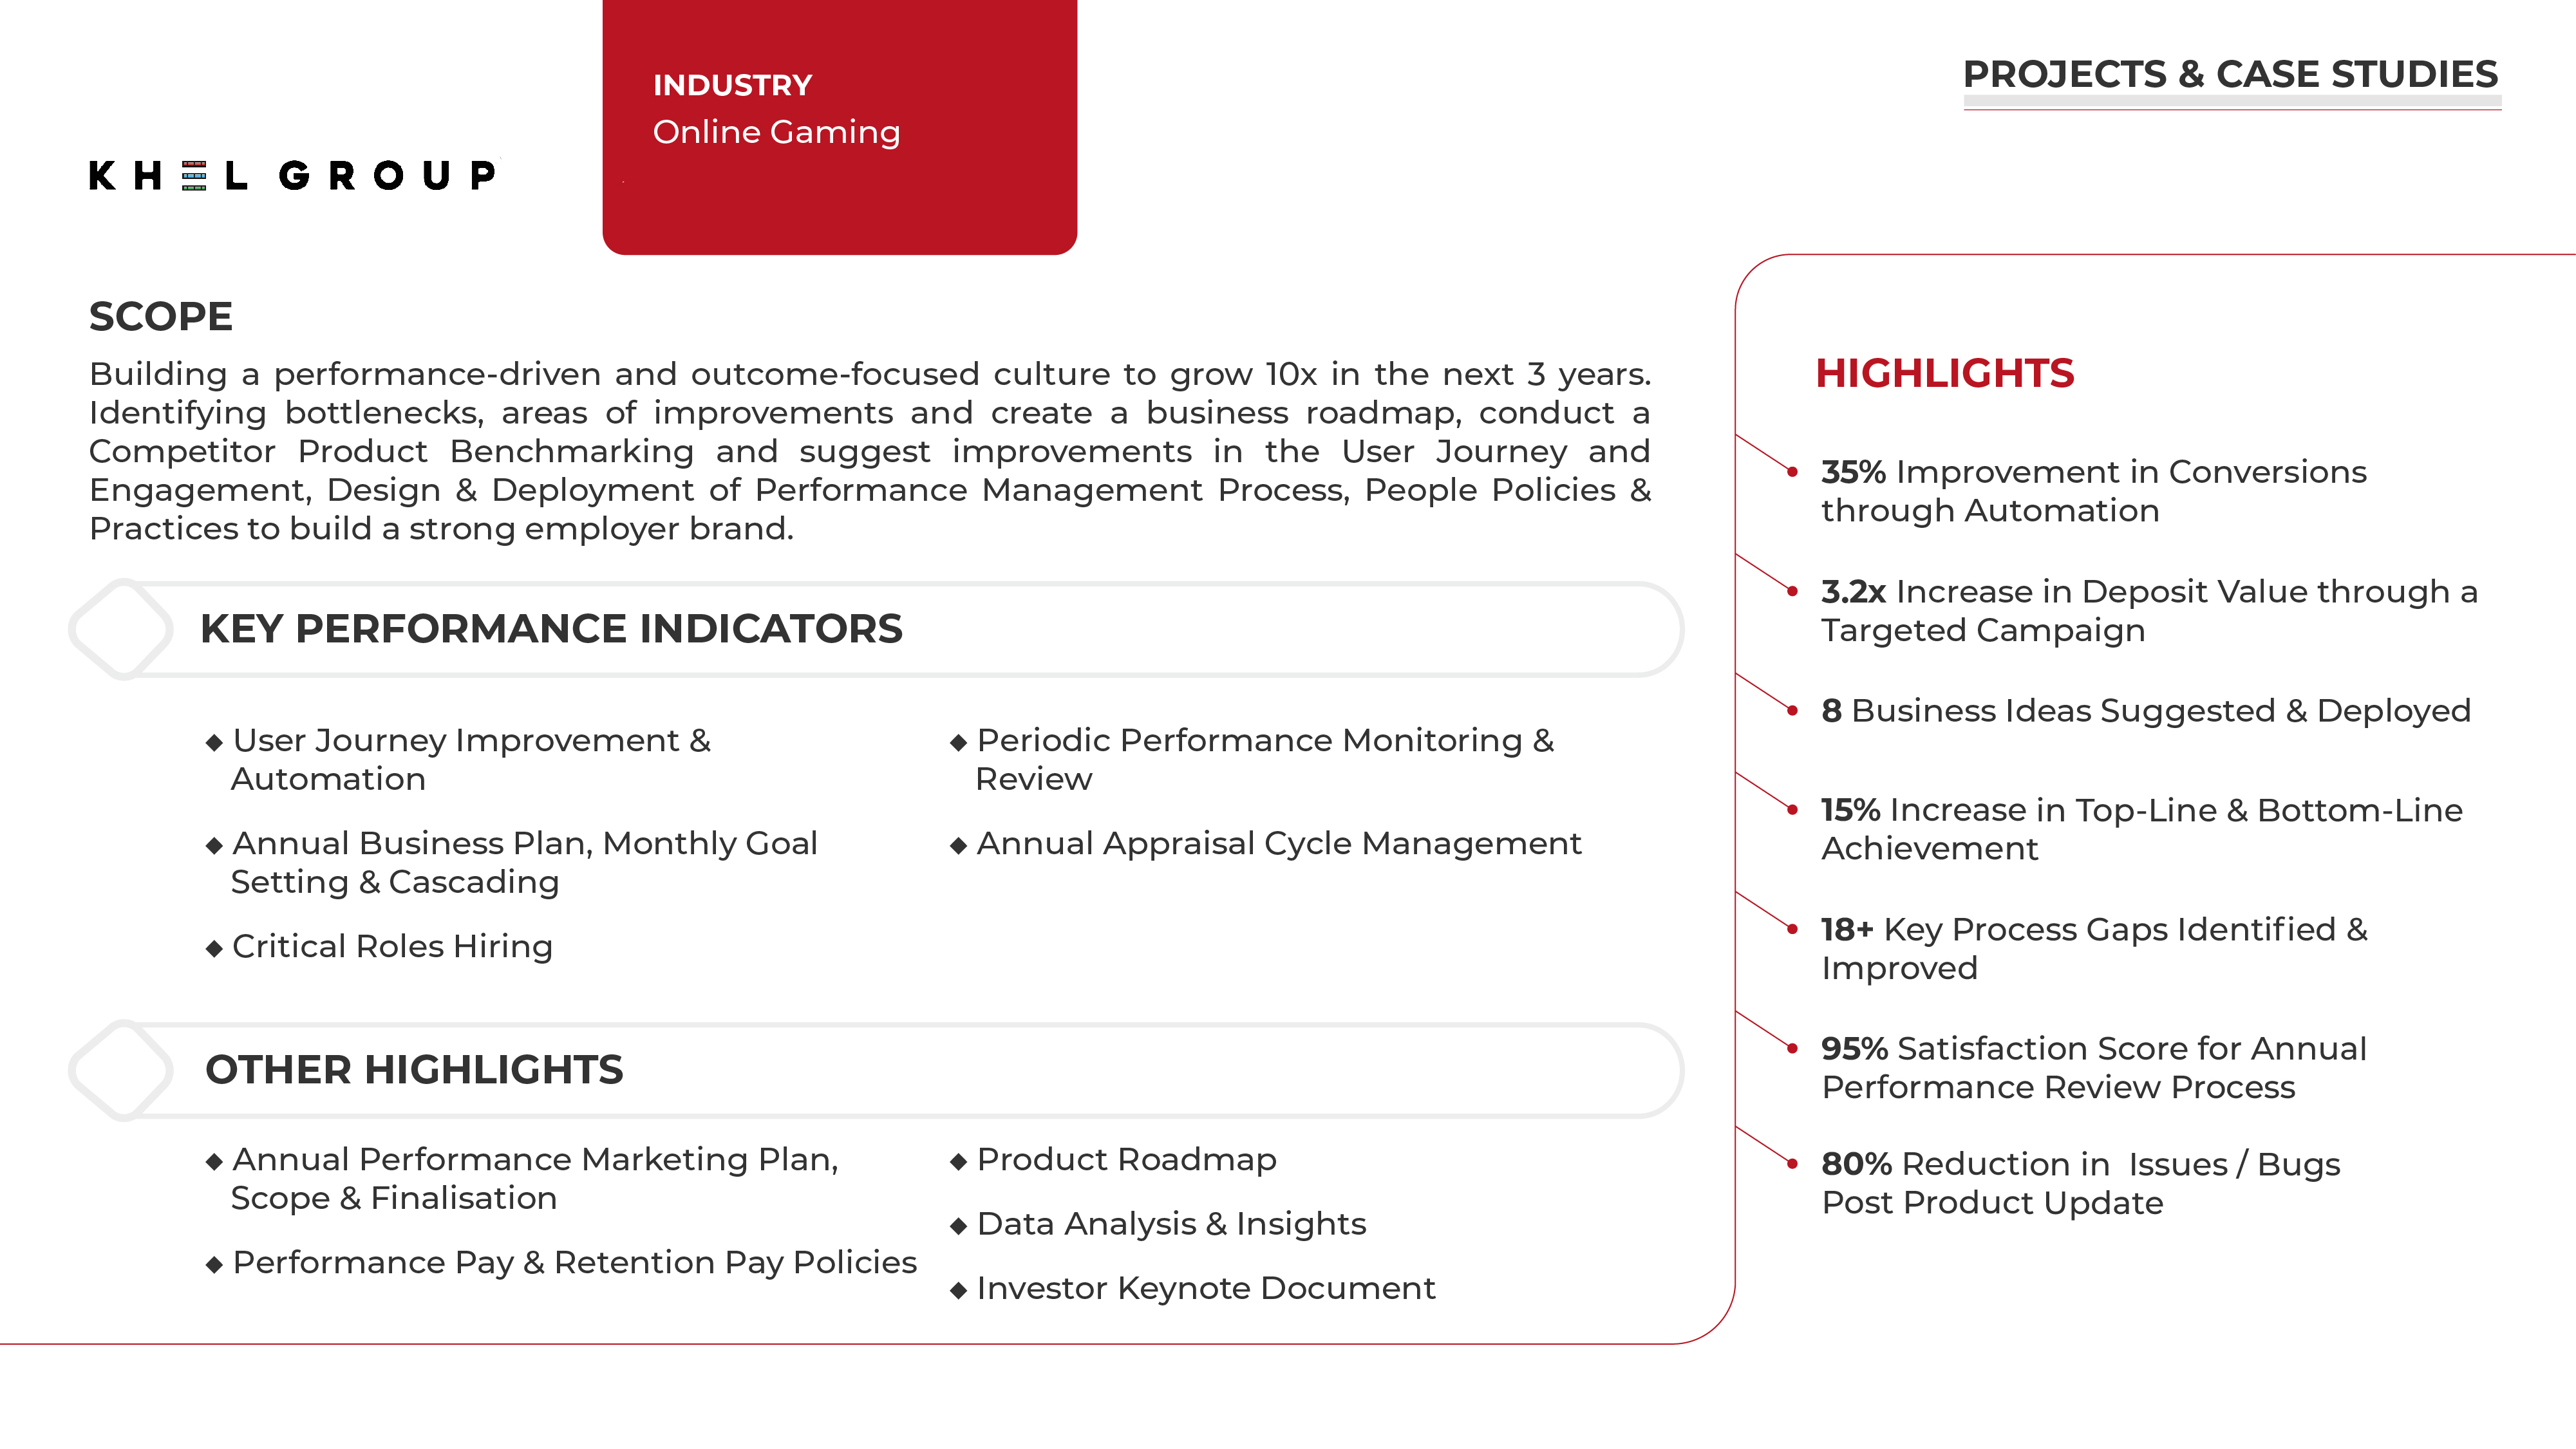 INDUSTRY
Online Gaming
PROJECTS & CASE STUDIES
KHEL GROUP
SCOPE
Building a performance-driven and outcome-focused culture to grow 10x in the next 3 years.
Identifying bottlenecks, areas of improvements and create a business roadmap, conduct a
Competitor Product Benchmarking and suggest improvements in the User Journey and
Engagement, Design & Deployment of Performance Management Process, People Policies &
Practices to build a strong employer brand.
KEY PERFORMANCE INDICATORS
◆ User Journey Improvement &
Automation
◆ Annual Business Plan, Monthly Goal
Setting & Cascading
◆ Critical Roles Hiring
◆ Periodic Performance Monitoring &
Review
◆ Annual Appraisal Cycle Management
OTHER HIGHLIGHTS
◆ Annual Performance Marketing Plan,
Scope & Finalisation
◆ Performance Pay & Retention Pay Policies
◆ Product Roadmap
◆ Data Analysis & Insights
◆ Investor Keynote Document
HIGHLIGHTS
35% Improvement in Conversions
through Automation
3.2x Increase in Deposit Value through a
Targeted Campaign
8 Business Ideas Suggested & Deployed
15% Increase in Top-Line & Bottom-Line
Achievement
18+ Key Process Gaps Identified &
Improved
95% Satisfaction Score for Annual
Performance Review Process
80% Reduction in Issues / Bugs
Post Product Update